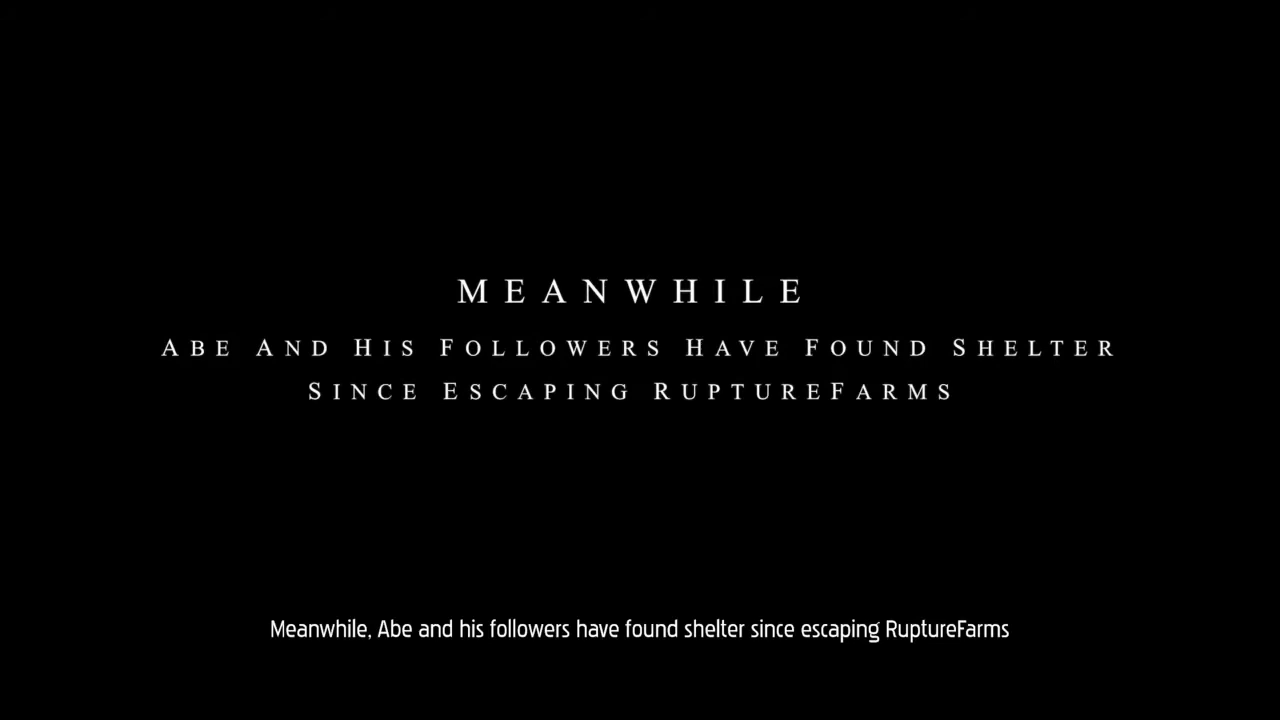 MEANWHILE
ABE AND HIS FOLLOWERS HAVE FOUND SHELTER
SINCE ESCAPING RUPTUREFARMS
Meanwhile, Abe and his followers have found shelter since escaping RuptureFarms